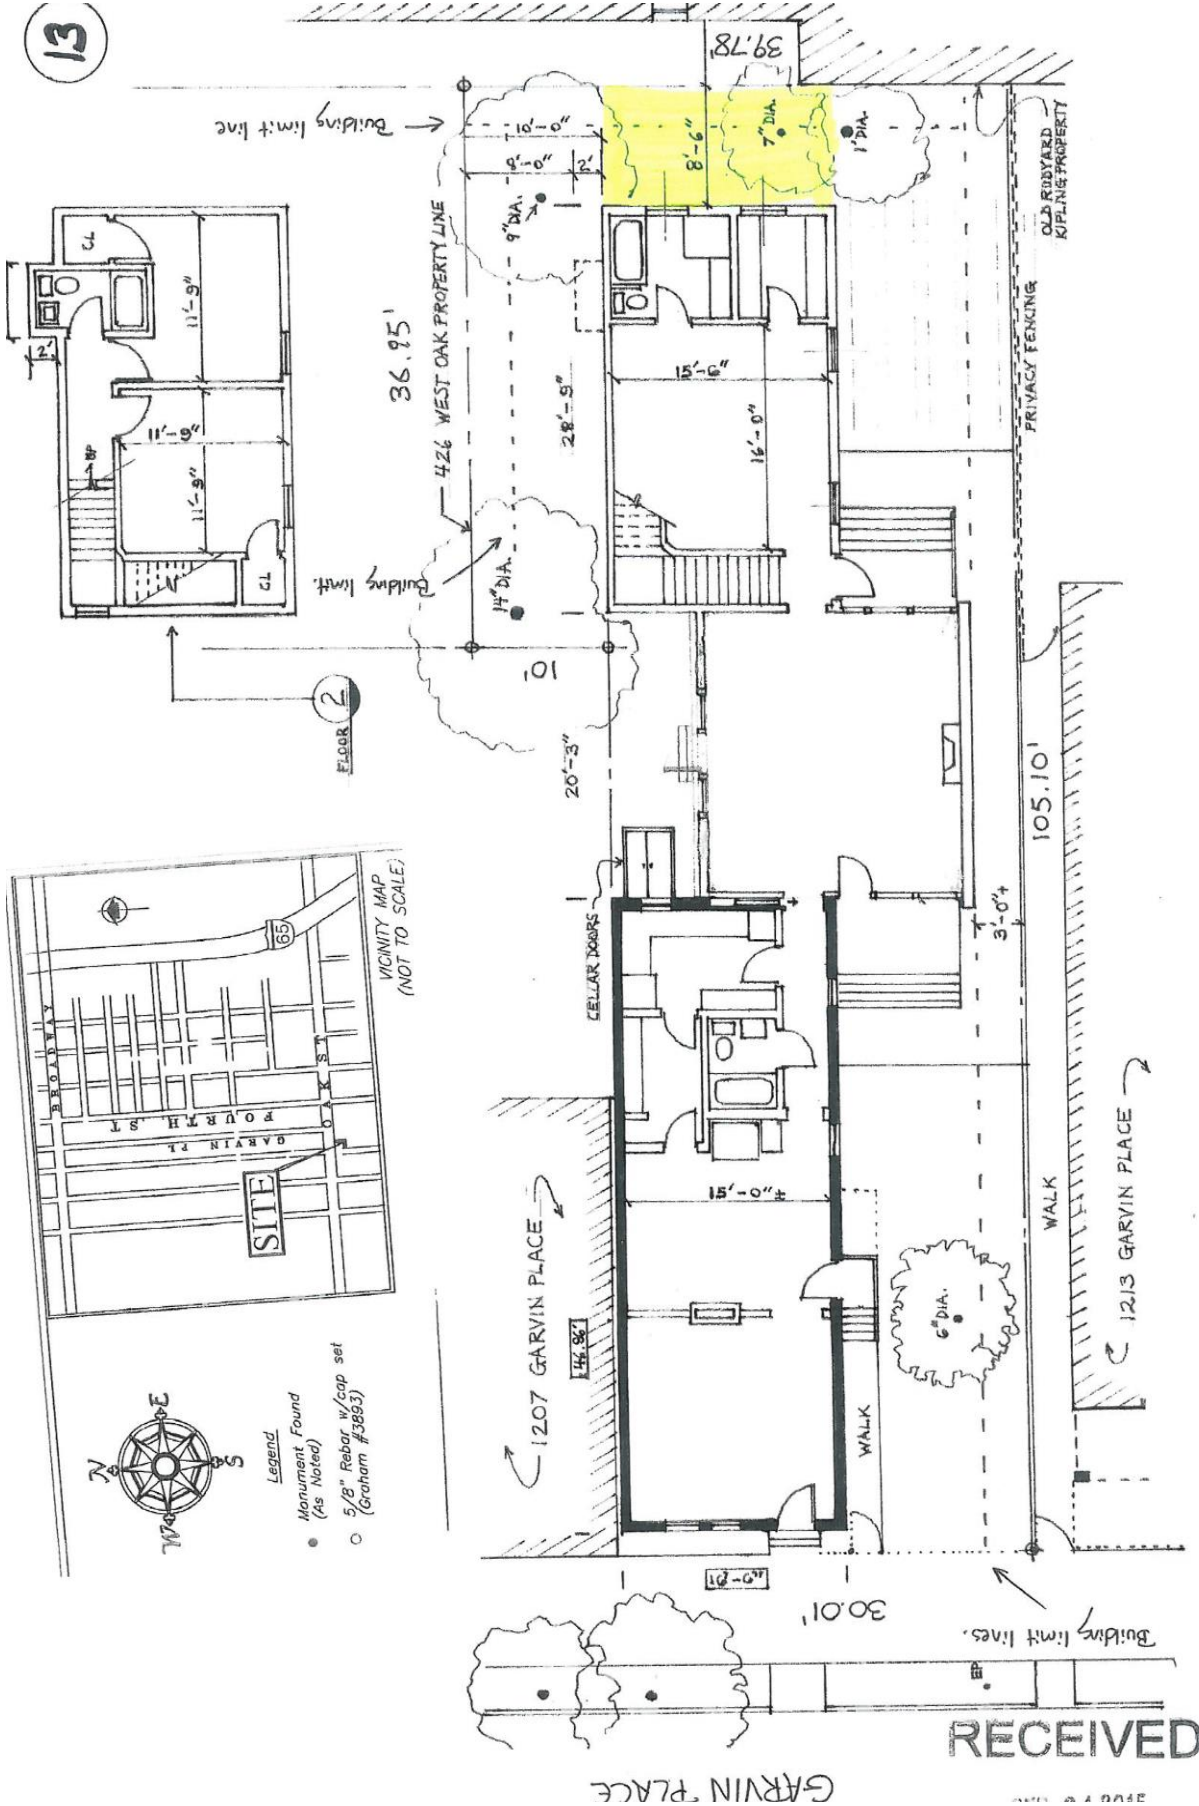 13
39.78'
Building limit line
10'-0"
8'-0"
2'
9" DIA.
8'-6"
7" DIA.
1" DIA.
OLD RUDYARD
KIPLING PROPERTY
PRIVACY FENCING
CL
2'
11'-9"
11'-9"
11'-9"
UP
CL
36.95'
426 WEST OAK PROPERTY LINE
28'-9"
15'-6"
16'-0"
Building limit.
14" DIA.
10'
FLOOR 2
20'-3"
CELLAR DOORS
105.10'
3'-0"+
VICINITY MAP
(NOT TO SCALE)
65
BROADWAY
FOURTH ST
GARVIN PL
OAK ST
SITE
N
E
S
W
Legend
Monument Found
(As Noted)
5/8" Rebar w/cap set
(Graham #3893)
1207 GARVIN PLACE
46.86'
15'-0"±
WALK
6" DIA.
WALK
1213 GARVIN PLACE
30.01'
Building limit lines.
EP
GARVIN PLACE
RECEIVED